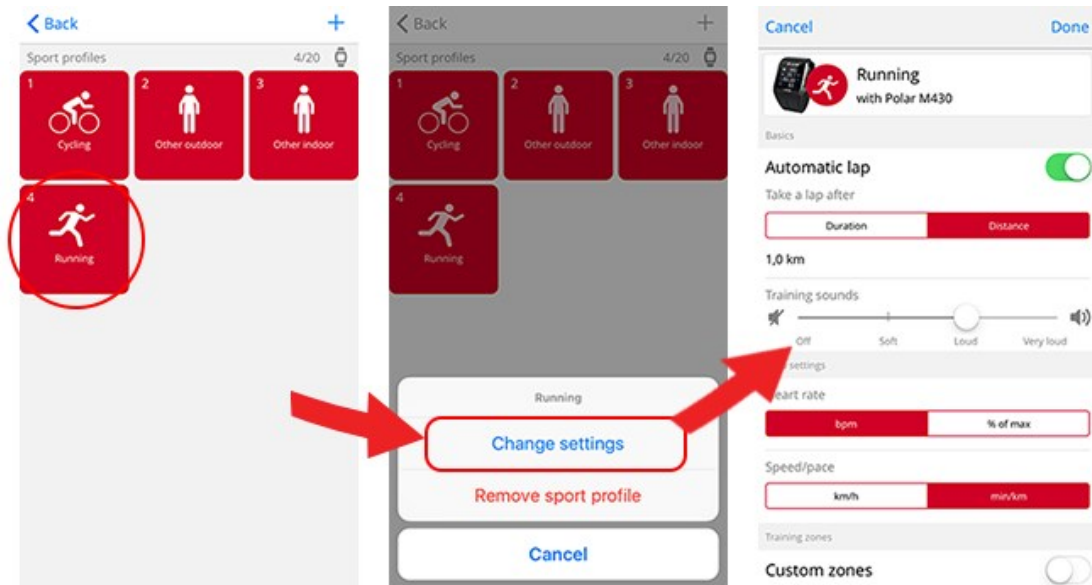 Back
+
Sport profiles 4/20
1
Cycling
2
Other outdoor
3
Other indoor
4
Running
Back
+
Sport profiles 4/20
1
Cycling
2
Other outdoor
3
Other indoor
4
Running
Running
Change settings
Remove sport profile
Cancel
Cancel Done
Running
with Polar M430
Basics
Automatic lap
Take a lap after
Duration Distance
1,0 km
Training sounds
Off Soft Loud Very loud
settings
eart rate
bpm % of max
Speed/pace
km/h min/km
Training zones
Custom zones